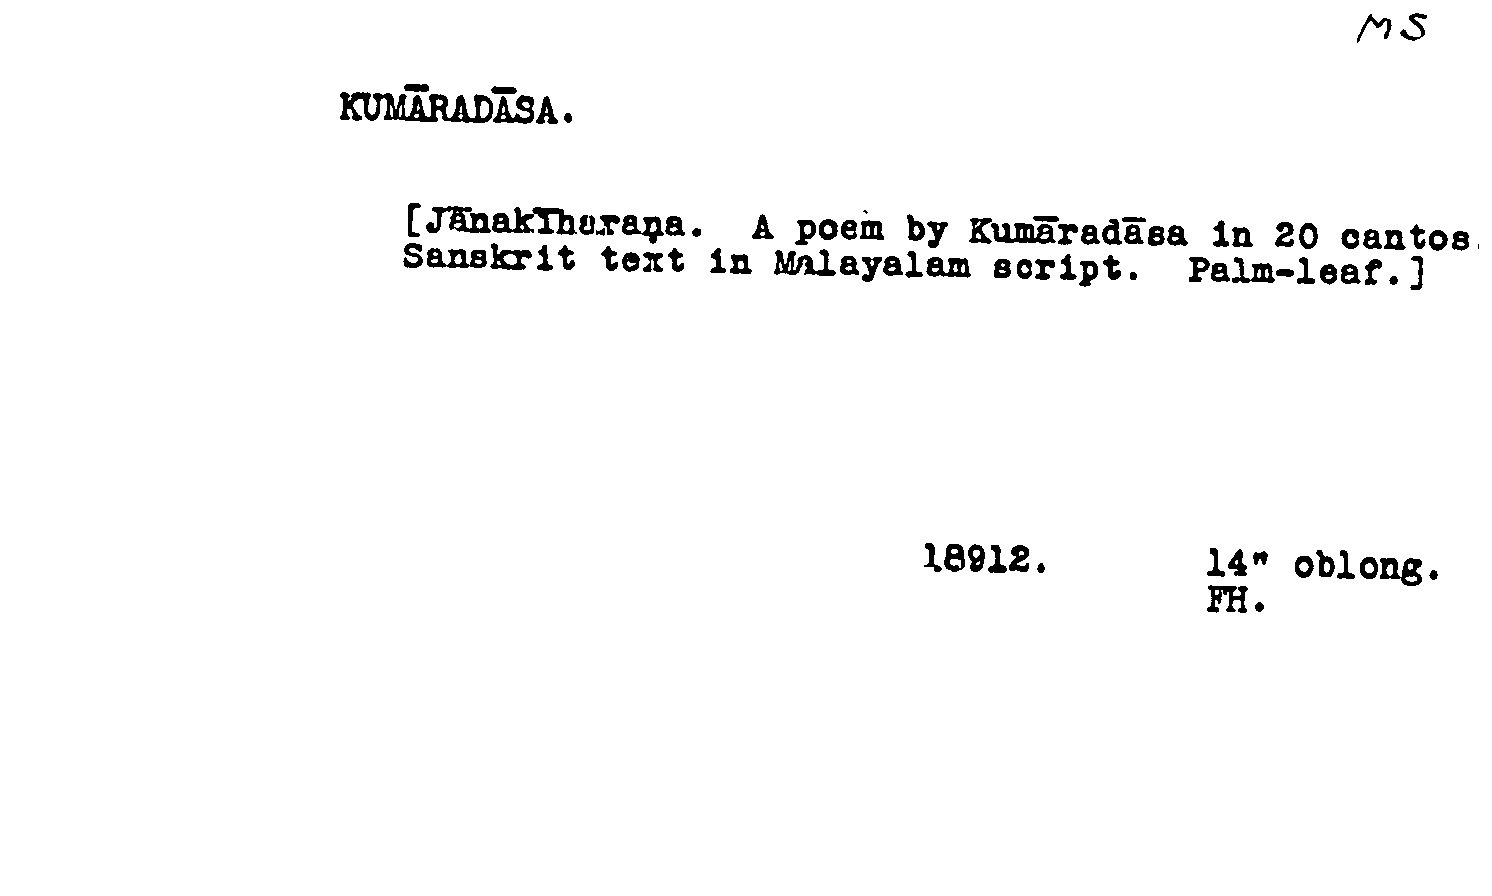 MS
KUMĀRADĀSA.
[Jānakīharaṇa. A poem by Kumāradāsa in 20 cantos.
Sanskrit text in Malayalam script. Palm-leaf.]
18912. 14" oblong.
FH.